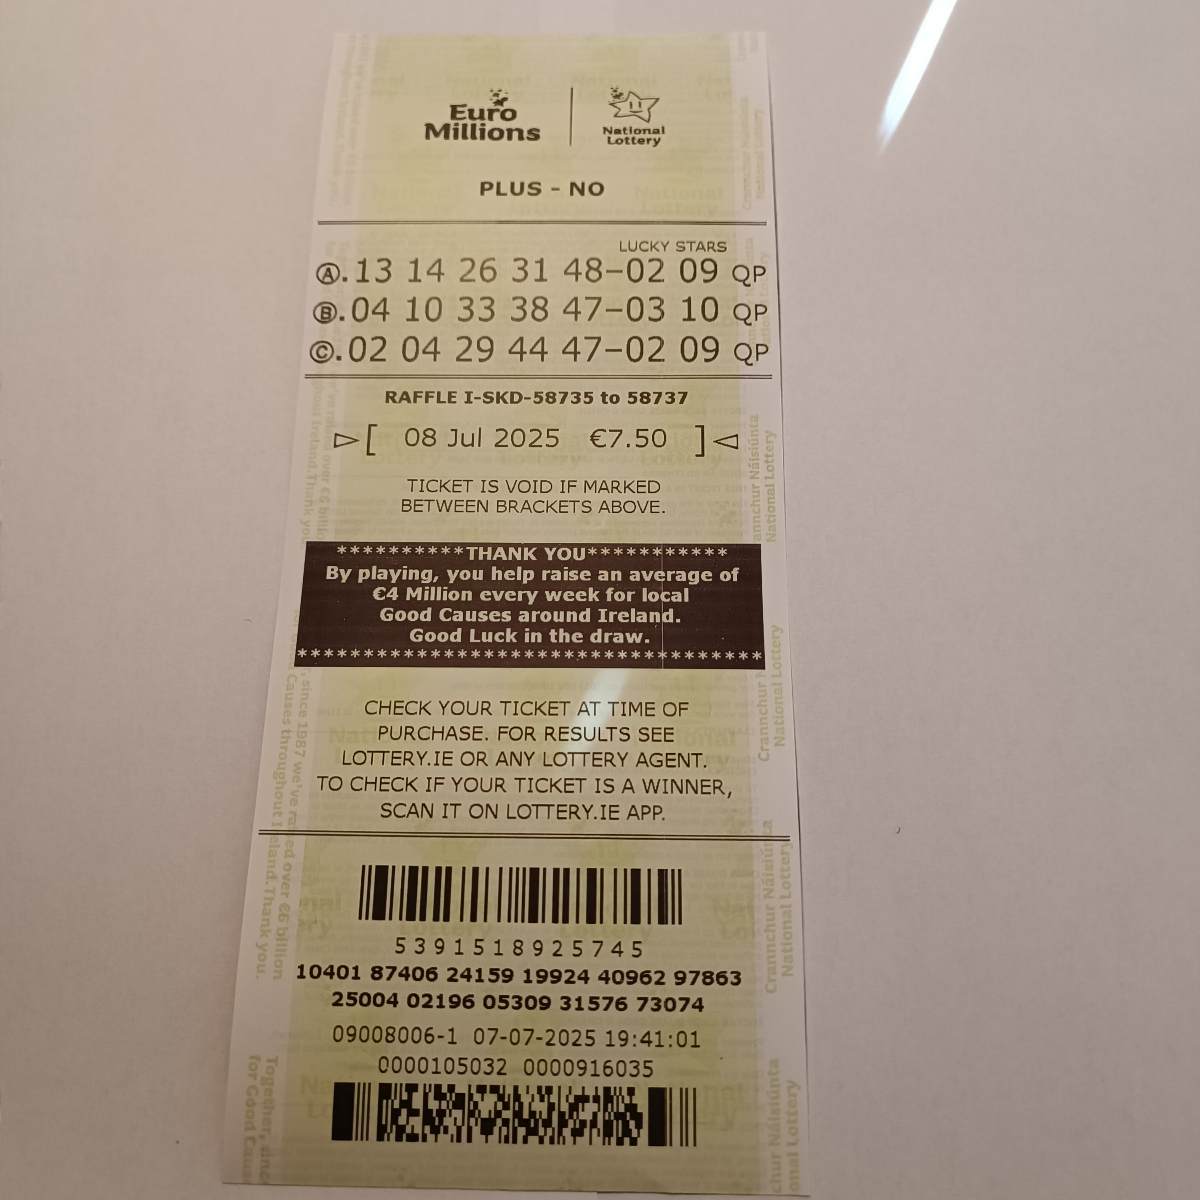 Euro Millions
National Lottery
PLUS - NO
LUCKY STARS
Ⓐ. 13 14 26 31 48-02 09 QP
Ⓑ. 04 10 33 38 47-03 10 QP
Ⓒ. 02 04 29 44 47-02 09 QP
RAFFLE I-SKD-58735 to 58737
▷[ 08 Jul 2025 €7.50 ]◁
TICKET IS VOID IF MARKED
BETWEEN BRACKETS ABOVE.
**********THANK YOU***********
By playing, you help raise an average of
€4 Million every week for local
Good Causes around Ireland.
Good Luck in the draw.
************************************
CHECK YOUR TICKET AT TIME OF
PURCHASE. FOR RESULTS SEE
LOTTERY.IE OR ANY LOTTERY AGENT.
TO CHECK IF YOUR TICKET IS A WINNER,
SCAN IT ON LOTTERY.IE APP.
5391518925745
10401 87406 24159 19924 40962 97863
25004 02196 05309 31576 73074
09008006-1 07-07-2025 19:41:01
0000105032 0000916035
Crannchur Náisiúnta
National Lottery